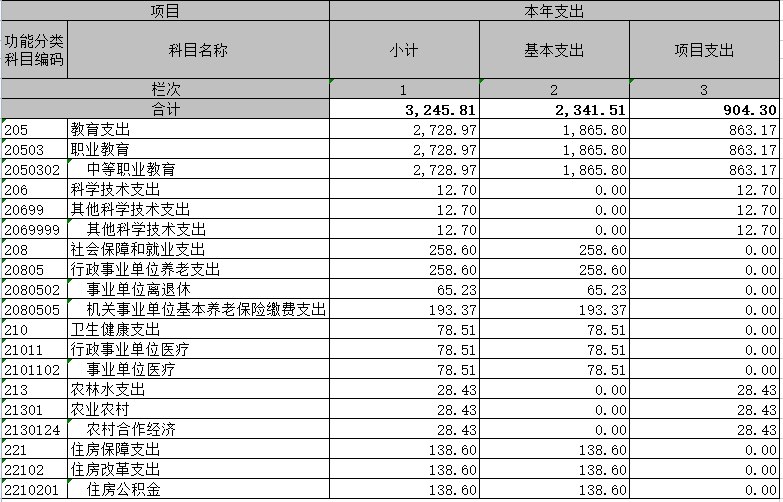 项目 本年支出
功能分类科目编码 科目名称 小计 基本支出 项目支出
栏次 1 2 3
合计 3,245.81 2,341.51 904.30
205 教育支出 2,728.97 1,865.80 863.17
20503 职业教育 2,728.97 1,865.80 863.17
2050302 中等职业教育 2,728.97 1,865.80 863.17
206 科学技术支出 12.70 0.00 12.70
20699 其他科学技术支出 12.70 0.00 12.70
2069999 其他科学技术支出 12.70 0.00 12.70
208 社会保障和就业支出 258.60 258.60 0.00
20805 行政事业单位养老支出 258.60 258.60 0.00
2080502 事业单位离退休 65.23 65.23 0.00
2080505 机关事业单位基本养老保险缴费支出 193.37 193.37 0.00
210 卫生健康支出 78.51 78.51 0.00
21011 行政事业单位医疗 78.51 78.51 0.00
2101102 事业单位医疗 78.51 78.51 0.00
213 农林水支出 28.43 0.00 28.43
21301 农业农村 28.43 0.00 28.43
2130124 农村合作经济 28.43 0.00 28.43
221 住房保障支出 138.60 138.60 0.00
22102 住房改革支出 138.60 138.60 0.00
2210201 住房公积金 138.60 138.60 0.00